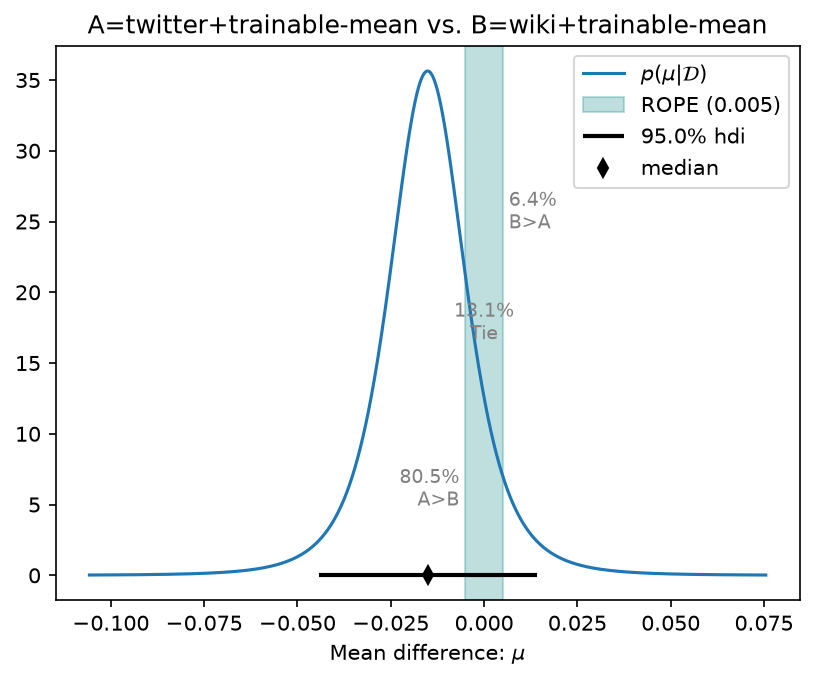 A=twitter+trainable-mean vs. B=wiki+trainable-mean
p(μ|𝒟)
ROPE (0.005)
95.0% hdi
median
35
30
25
20
15
10
5
0
6.4%
B>A
13.1%
Tie
80.5%
A>B
−0.100 −0.075 −0.050 −0.025 0.000 0.025 0.050 0.075
Mean difference: μ